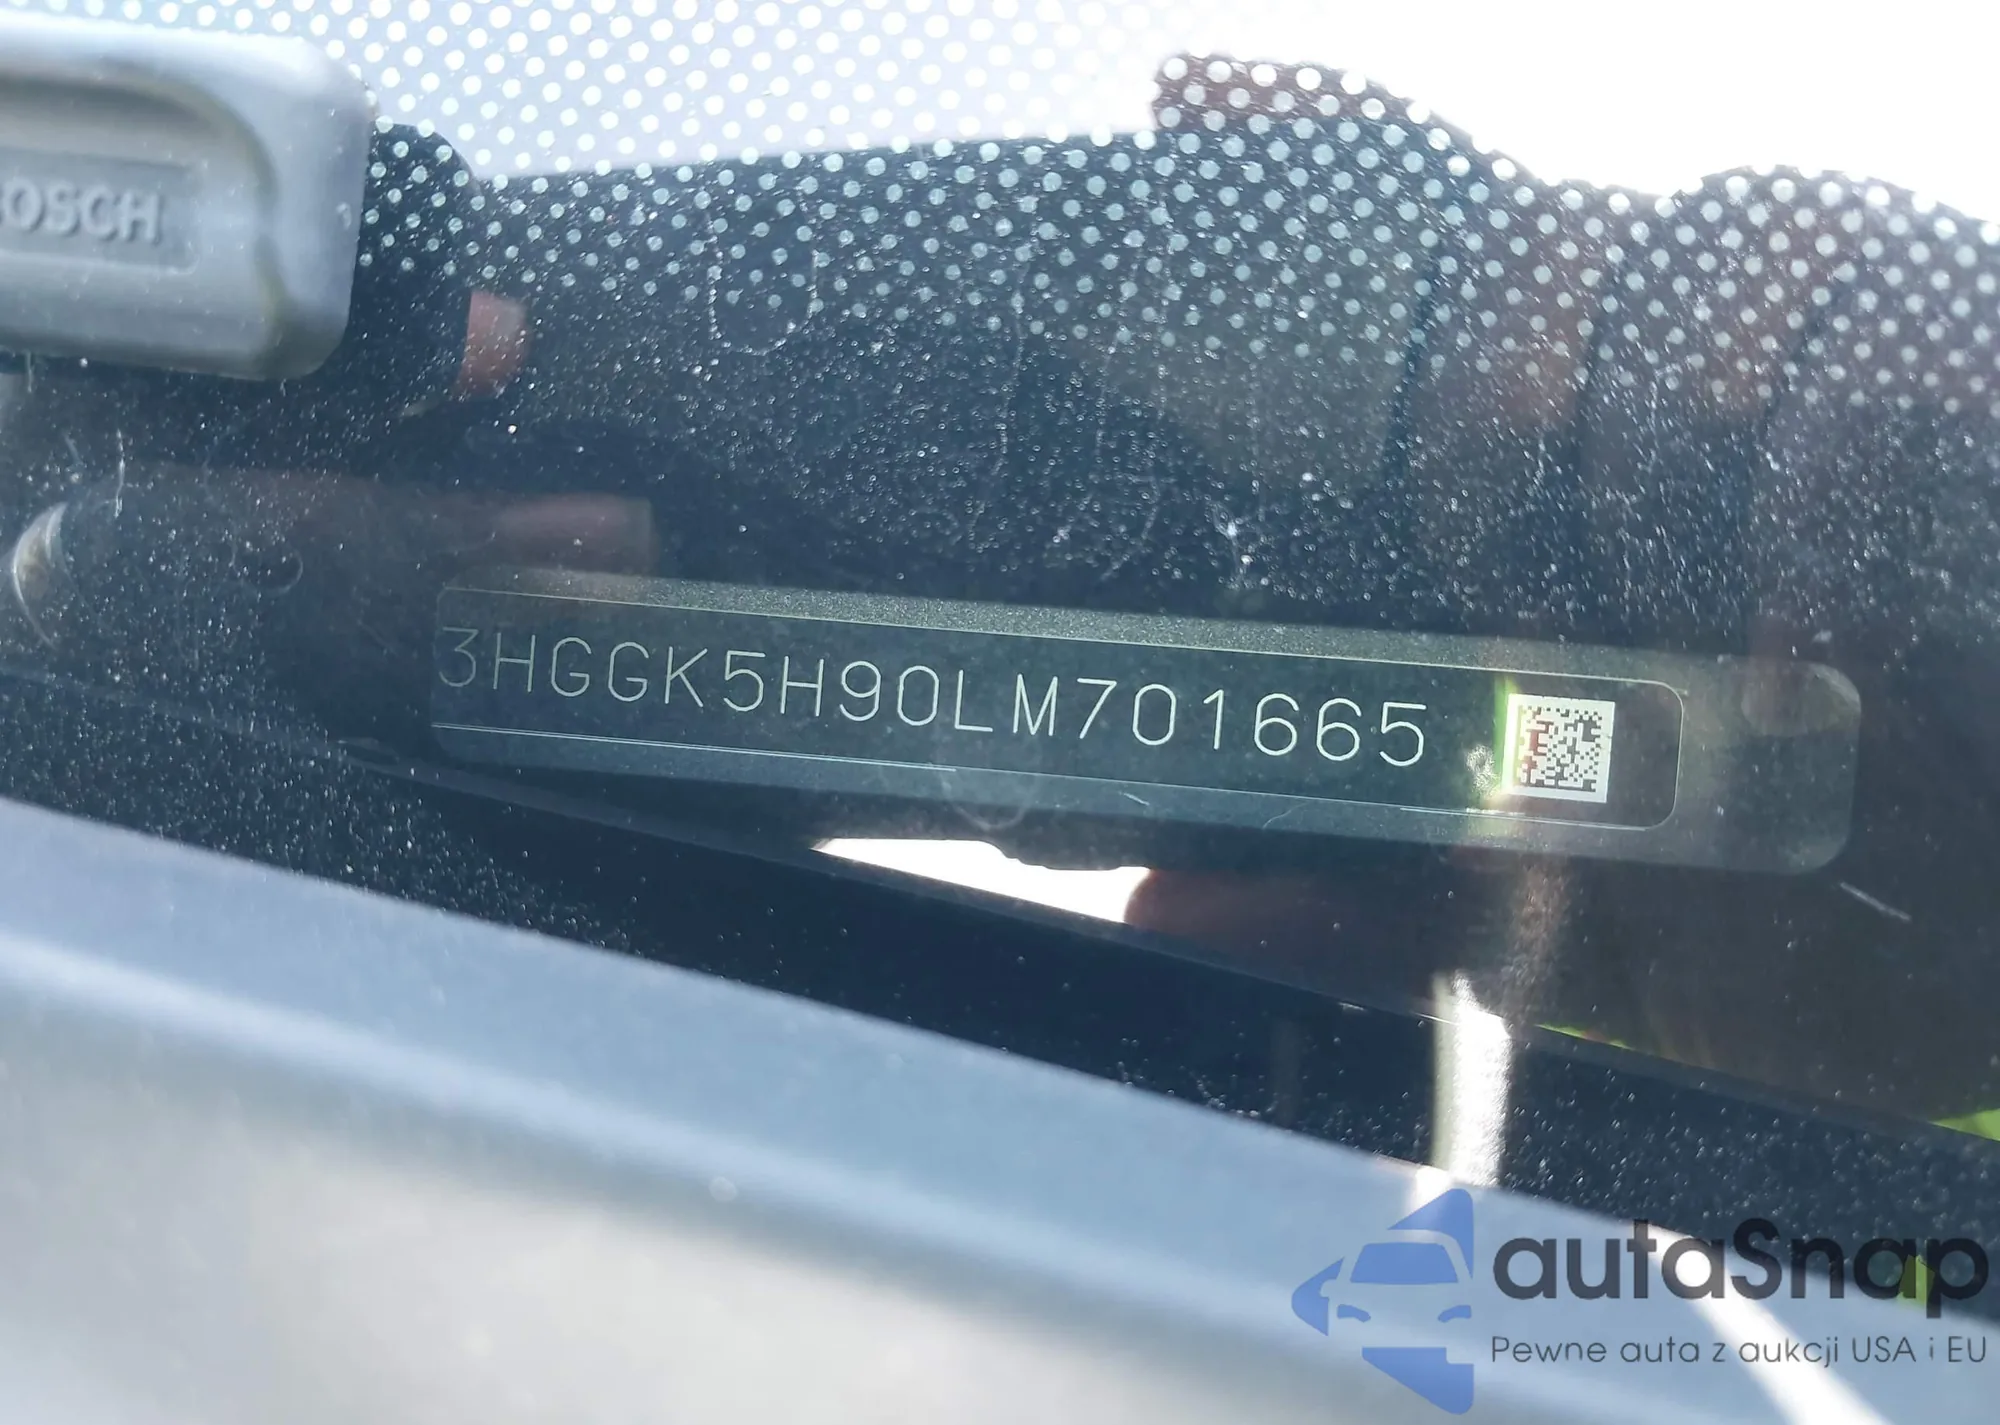 OSCH
3HGGK5H90LM701665
autaSnap
Pewne auta z aukcji USA i EU